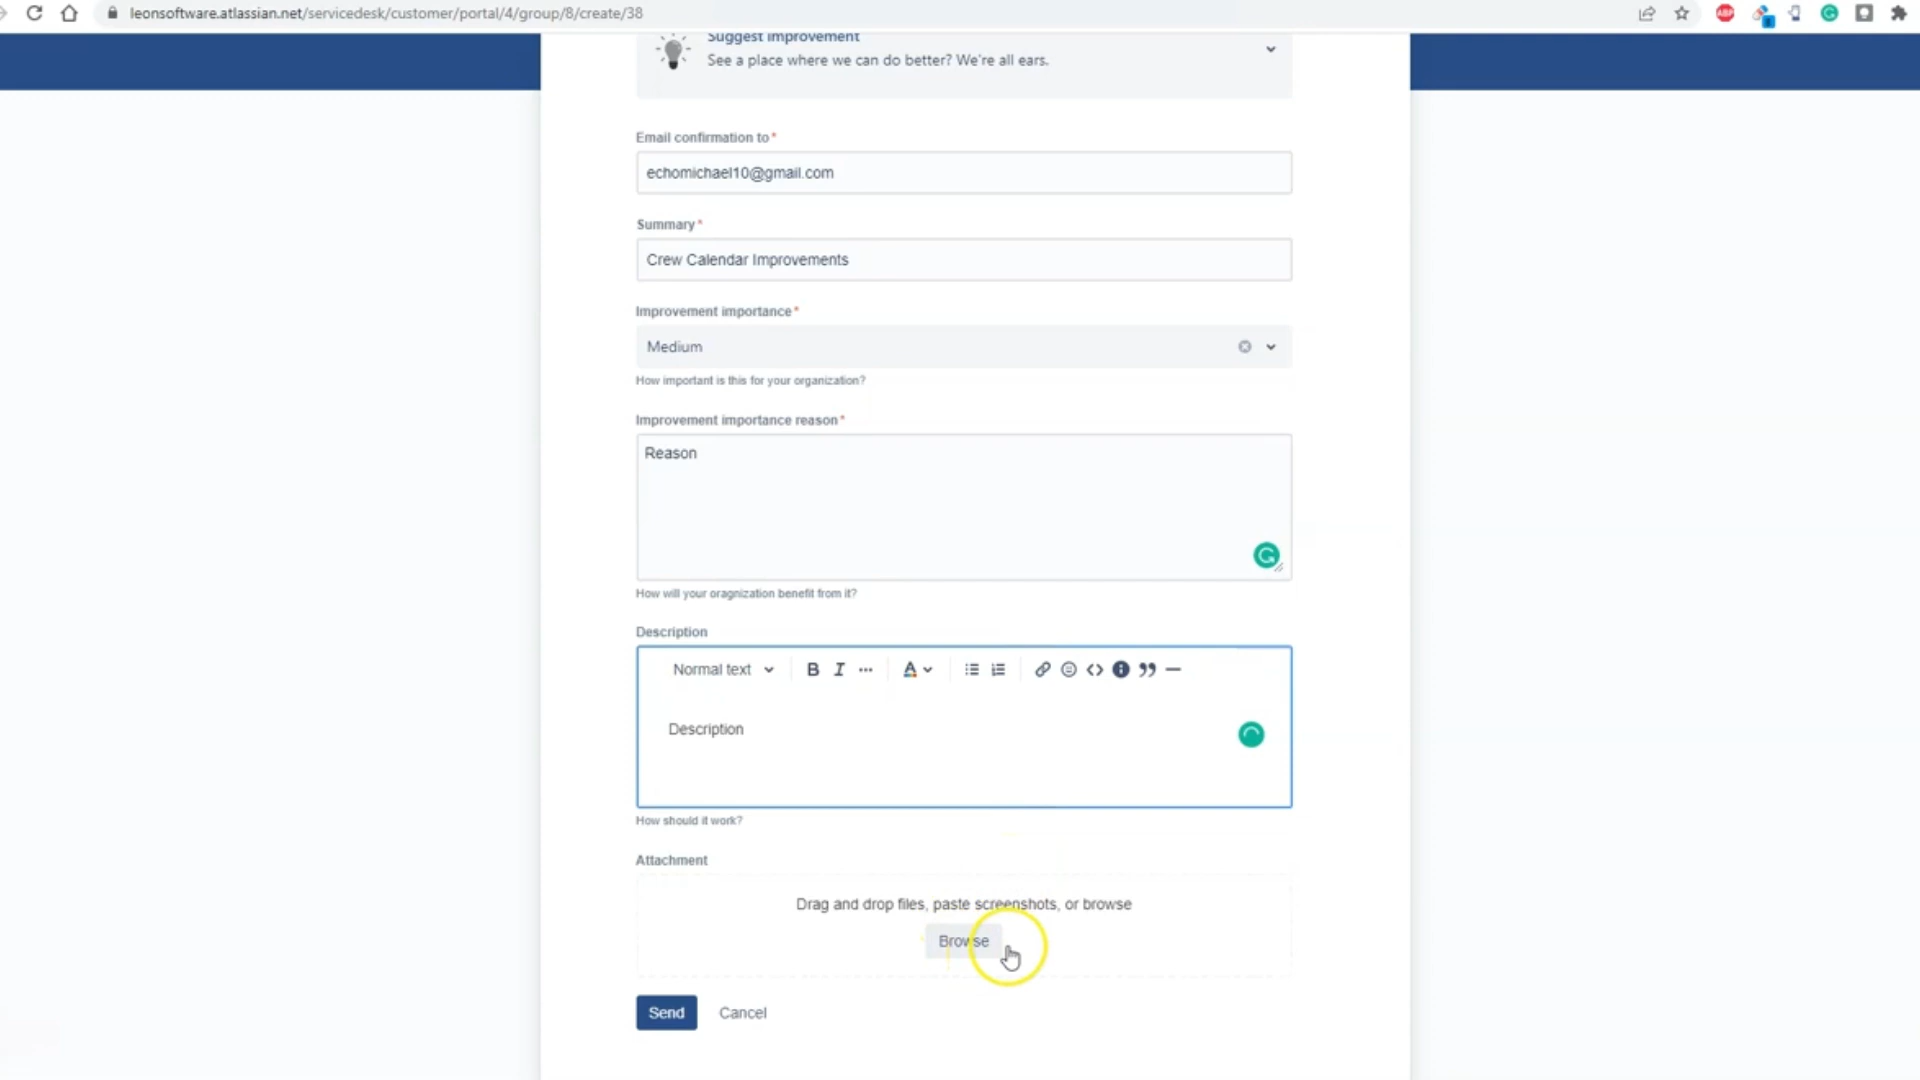 leonsoftware.atlassian.net/servicedesk/customer/portal/4/group/8/create/38
ABP
Suggest improvement
See a place where we can do better? We're all ears.
Email confirmation to*
echomichael10@gmail.com
Summary*
Crew Calendar Improvements
Improvement importance*
Medium
How important is this for your organization?
Improvement importance reason*
Reason
How will your oragnization benefit from it?
Description
Normal text B I ... A
Description
How should it work?
Attachment
Drag and drop files, paste screenshots, or browse
Browse
Send Cancel